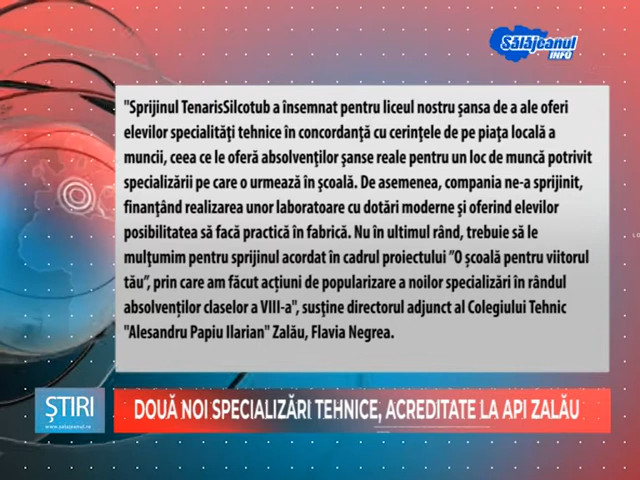 Sălăjeanul
INFO
"Sprijinul TenarisSilcotub a însemnat pentru liceul nostru șansa de a ale oferi
elevilor specialități tehnice în concordanță cu cerințele de pe piața locală a
muncii, ceea ce le oferă absolvenților șanse reale pentru un loc de muncă potrivit
specializării pe care o urmează în școală. De asemenea, compania ne-a sprijinit,
finanțând realizarea unor laboratoare cu dotări moderne și oferind elevilor
posibilitatea să facă practică în fabrică. Nu în ultimul rând, trebuie să le
mulțumim pentru sprijinul acordat în cadrul proiectului ”O școală pentru viitorul
tău”, prin care am făcut acțiuni de popularizare a noilor specializări în rândul
absolvenților claselor a VIII-a", susține directorul adjunct al Colegiului Tehnic
"Alesandru Papiu Ilarian" Zalău, Flavia Negrea.
ȘTIRI
www.salajeanul.ro
DOUĂ NOI SPECIALIZĂRI TEHNICE, ACREDITATE LA API ZALĂU